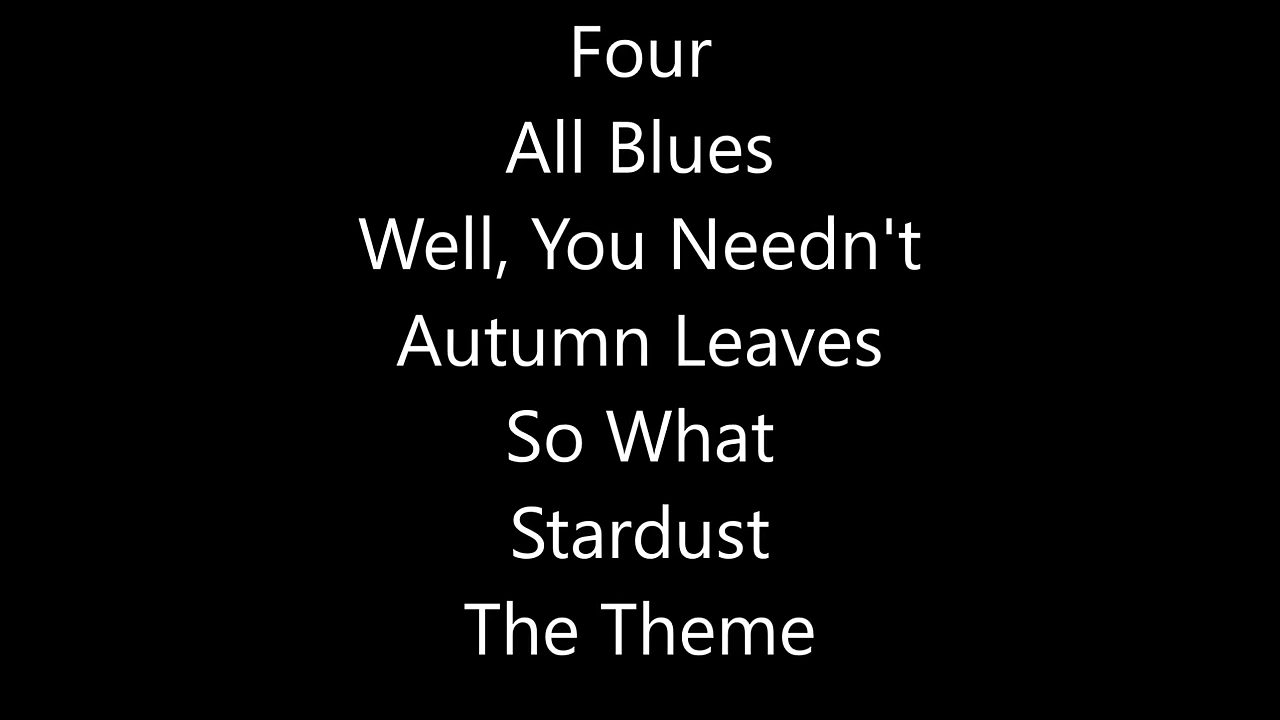 Four
All Blues
Well, You Needn't
Autumn Leaves
So What
Stardust
The Theme